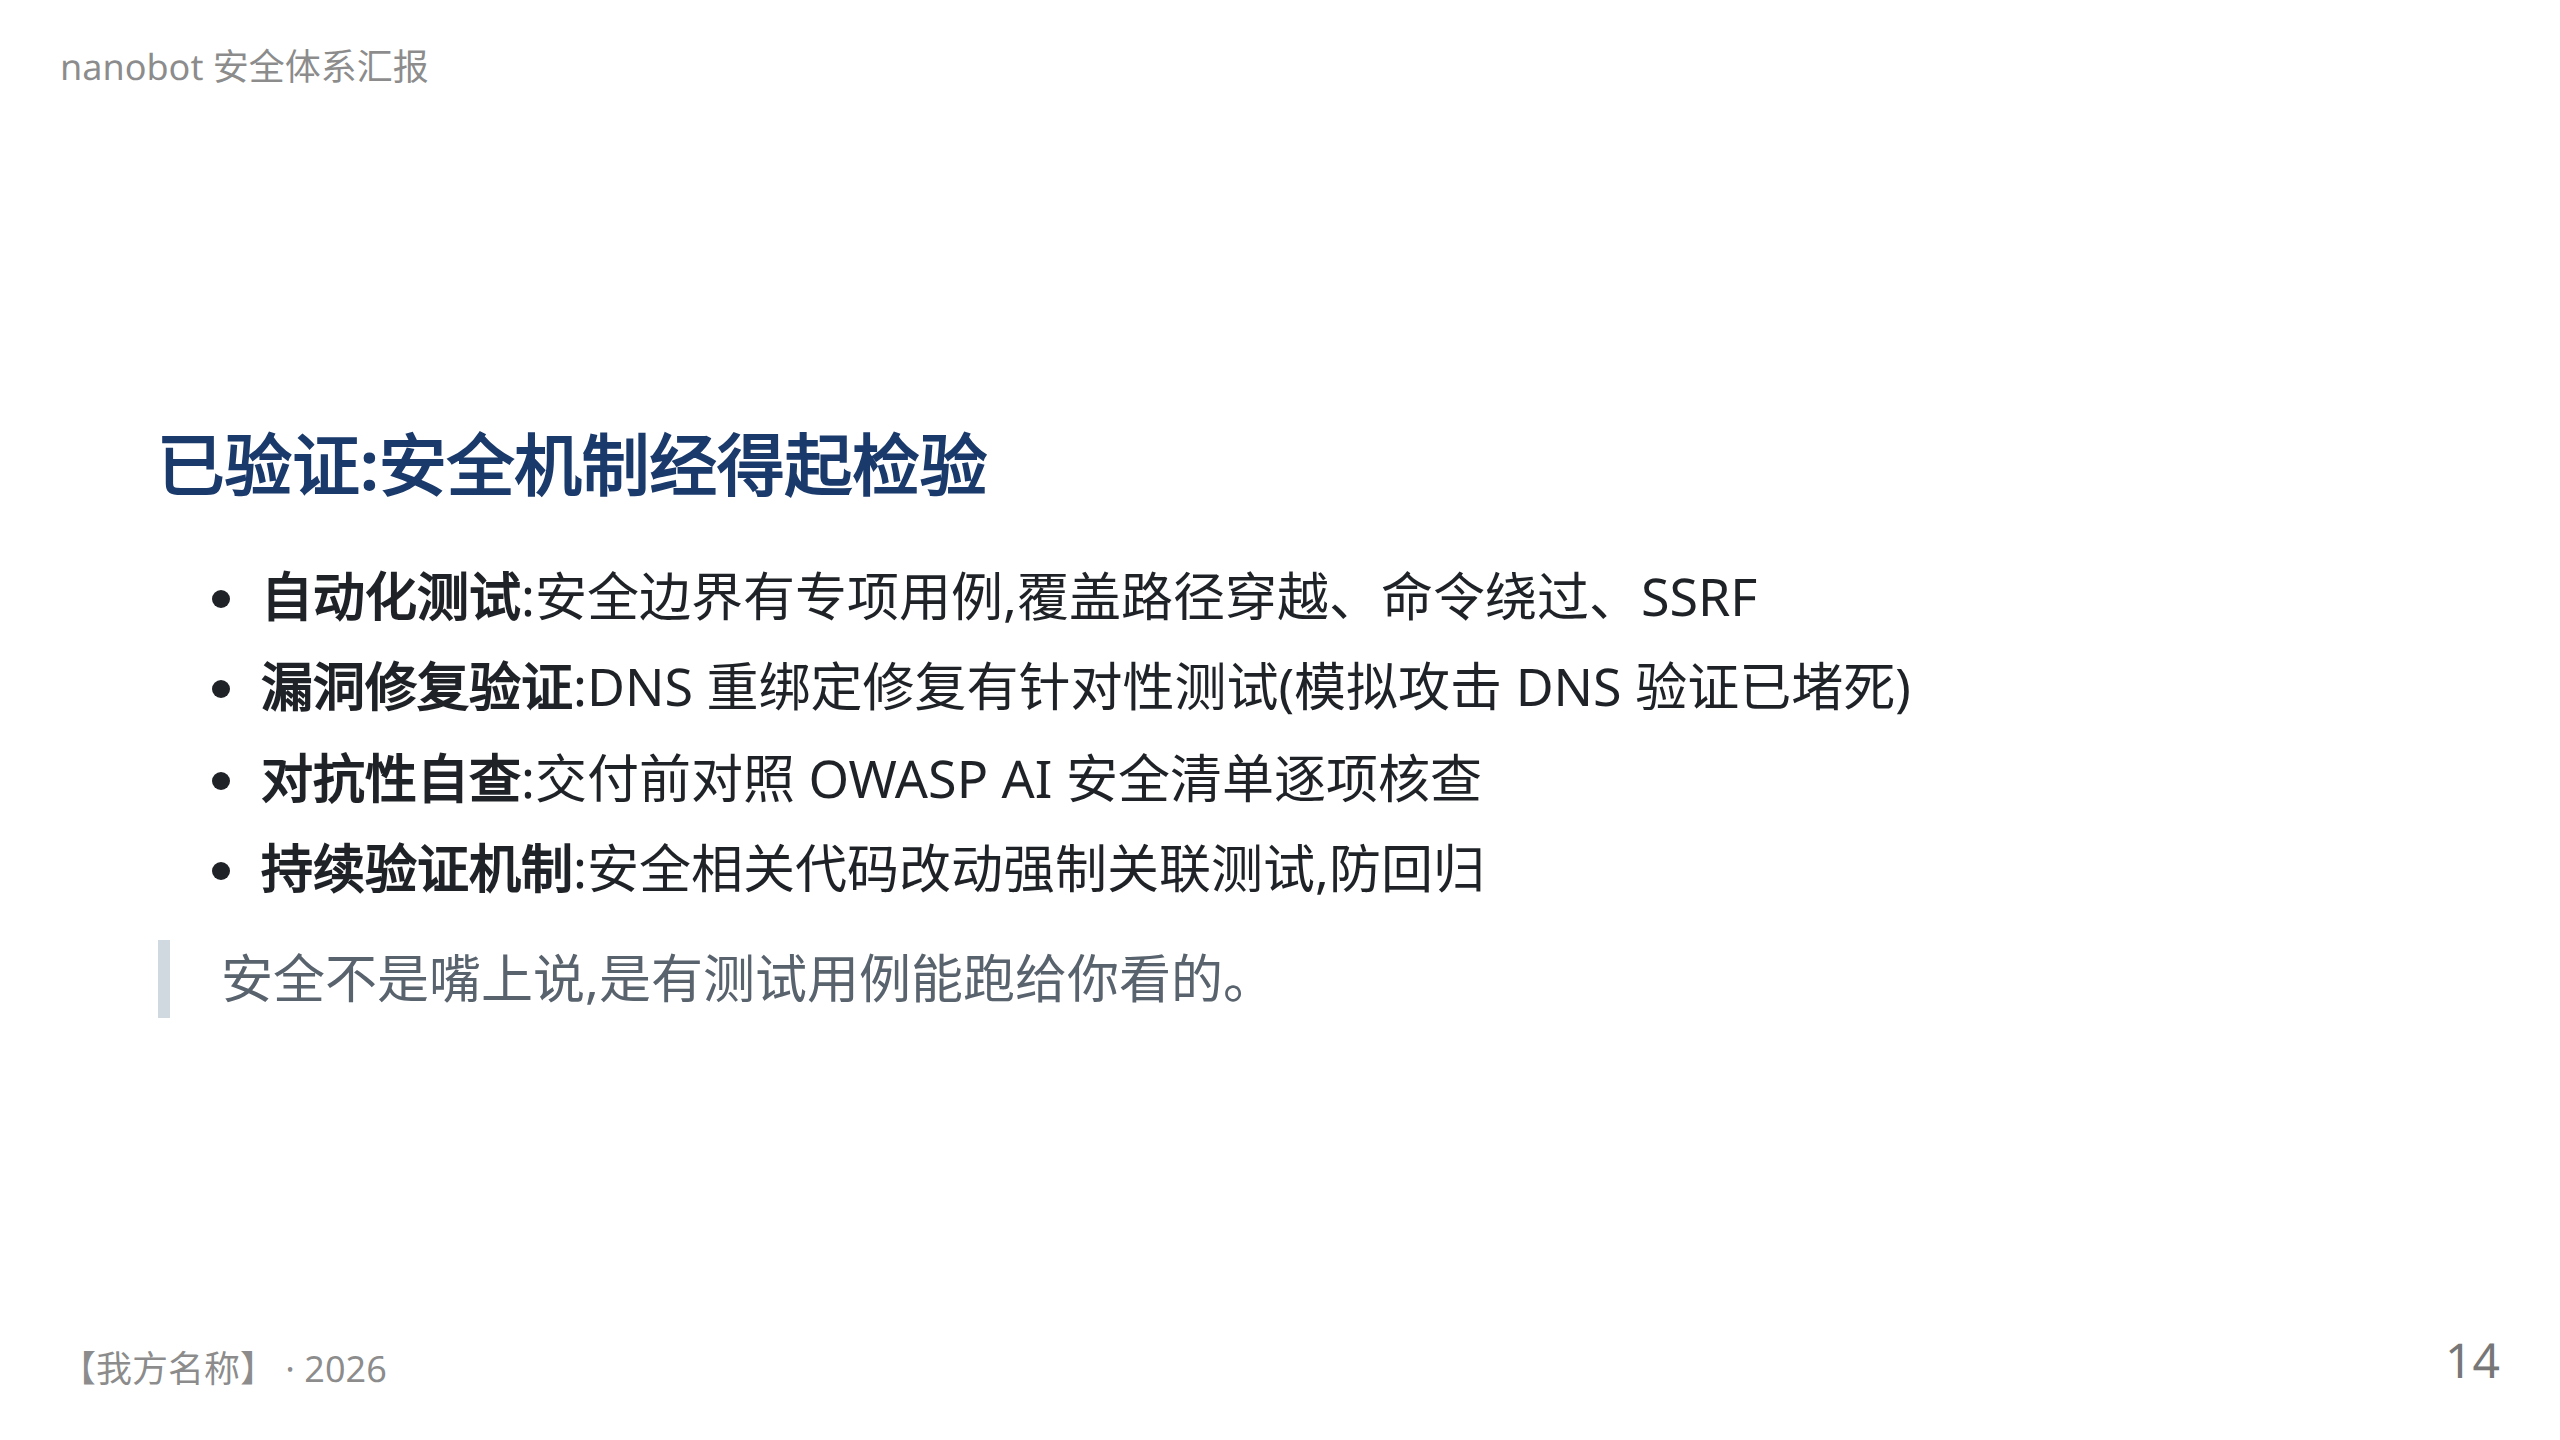 nanobot 安全体系汇报
已验证:安全机制经得起检验
• 自动化测试:安全边界有专项用例,覆盖路径穿越、命令绕过、SSRF
• 漏洞修复验证:DNS 重绑定修复有针对性测试(模拟攻击 DNS 验证已堵死)
• 对抗性自查:交付前对照 OWASP AI 安全清单逐项核查
• 持续验证机制:安全相关代码改动强制关联测试,防回归
安全不是嘴上说,是有测试用例能跑给你看的。
【我方名称】 · 2026
14